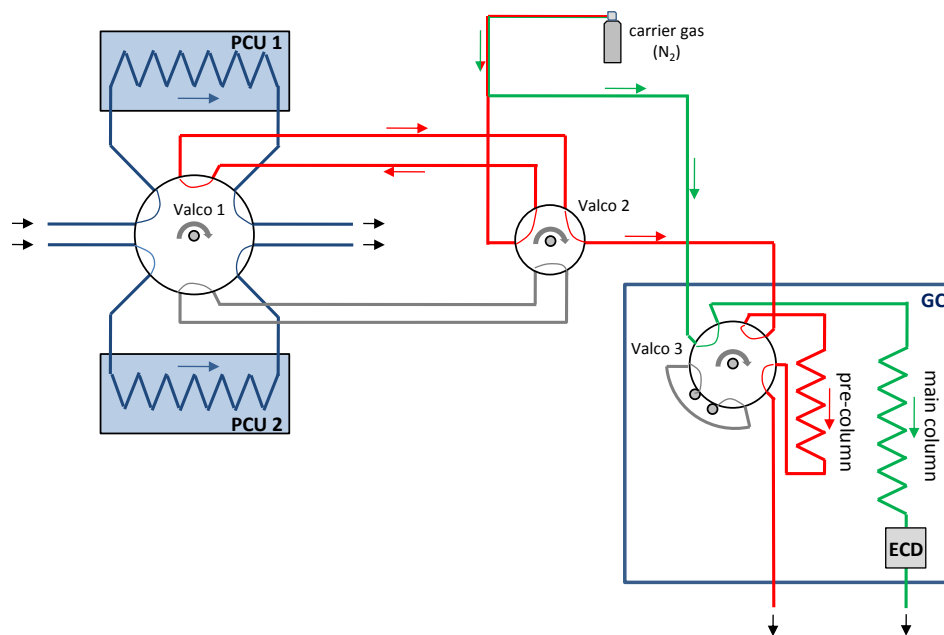 PCU 1
carrier gas
(N₂)
Valco 1
Valco 2
GC
Valco 3
pre-column
main column
PCU 2
ECD